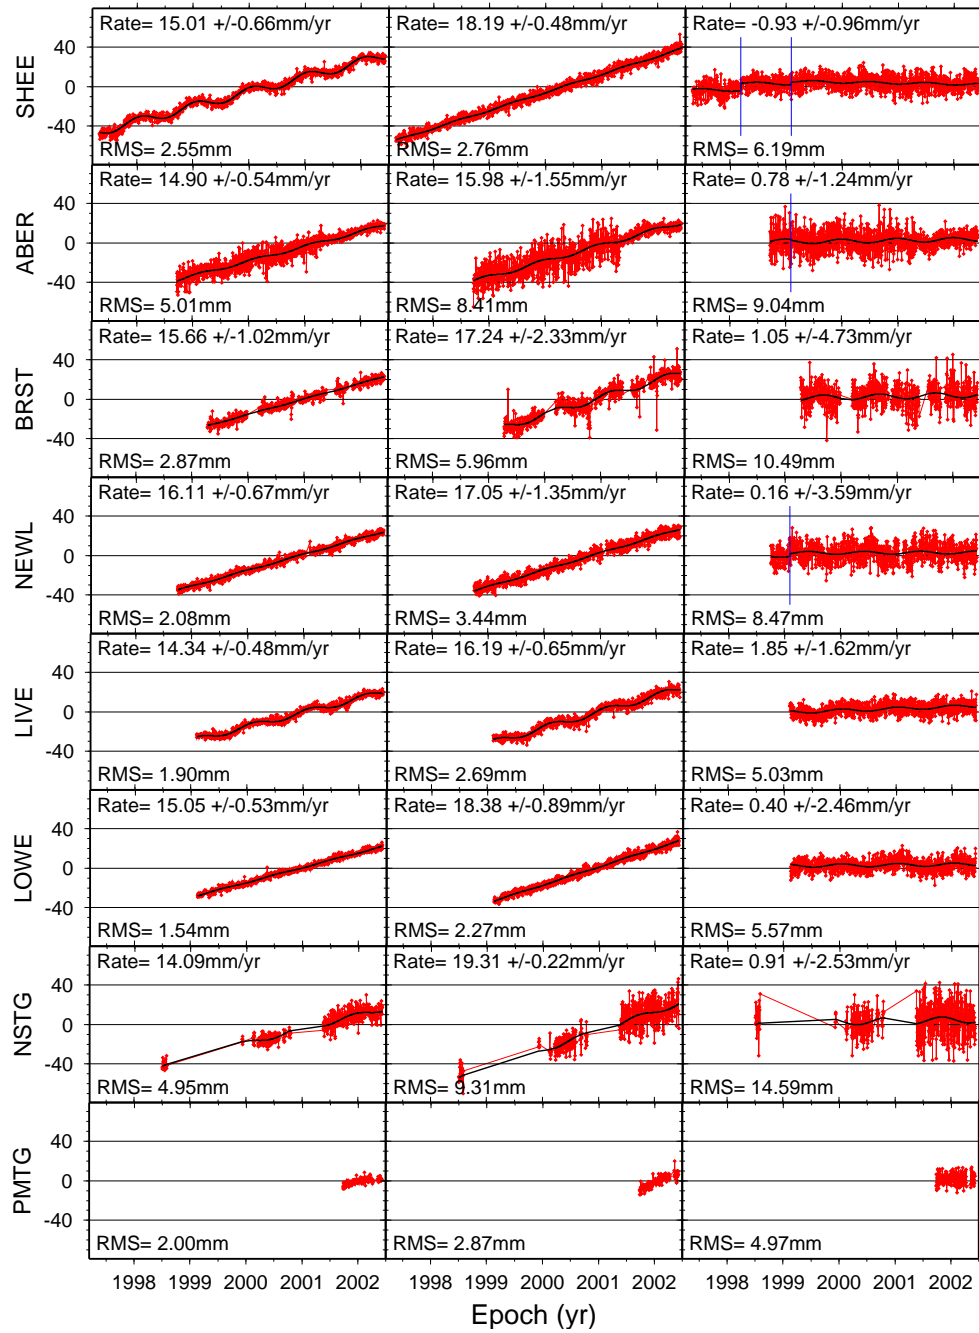 Rate= 15.01 +/-0.66mm/yr Rate= 18.19 +/-0.48mm/yr Rate= -0.93 +/-0.96mm/yr
40
SHEE 0
-40
RMS= 2.55mm RMS= 2.76mm RMS= 6.19mm
Rate= 14.90 +/-0.54mm/yr Rate= 15.98 +/-1.55mm/yr Rate= 0.78 +/-1.24mm/yr
40
ABER 0
-40
RMS= 5.01mm RMS= 8.41mm RMS= 9.04mm
Rate= 15.66 +/-1.02mm/yr Rate= 17.24 +/-2.33mm/yr Rate= 1.05 +/-4.73mm/yr
40
BRST 0
-40
RMS= 2.87mm RMS= 5.96mm RMS= 10.49mm
Rate= 16.11 +/-0.67mm/yr Rate= 17.05 +/-1.35mm/yr Rate= 0.16 +/-3.59mm/yr
40
NEWL 0
-40
RMS= 2.08mm RMS= 3.44mm RMS= 8.47mm
Rate= 14.34 +/-0.48mm/yr Rate= 16.19 +/-0.65mm/yr Rate= 1.85 +/-1.62mm/yr
40
LIVE 0
-40
RMS= 1.90mm RMS= 2.69mm RMS= 5.03mm
Rate= 15.05 +/-0.53mm/yr Rate= 18.38 +/-0.89mm/yr Rate= 0.40 +/-2.46mm/yr
40
LOWE 0
-40
RMS= 1.54mm RMS= 2.27mm RMS= 5.57mm
Rate= 14.09mm/yr Rate= 19.31 +/-0.22mm/yr Rate= 0.91 +/-2.53mm/yr
40
NSTG 0
-40
RMS= 4.95mm RMS= 9.31mm RMS= 14.59mm
40
PMTG 0
-40
RMS= 2.00mm RMS= 2.87mm RMS= 4.97mm
1998 1999 2000 2001 2002 1998 1999 2000 2001 2002 1998 1999 2000 2001 2002
Epoch (yr)